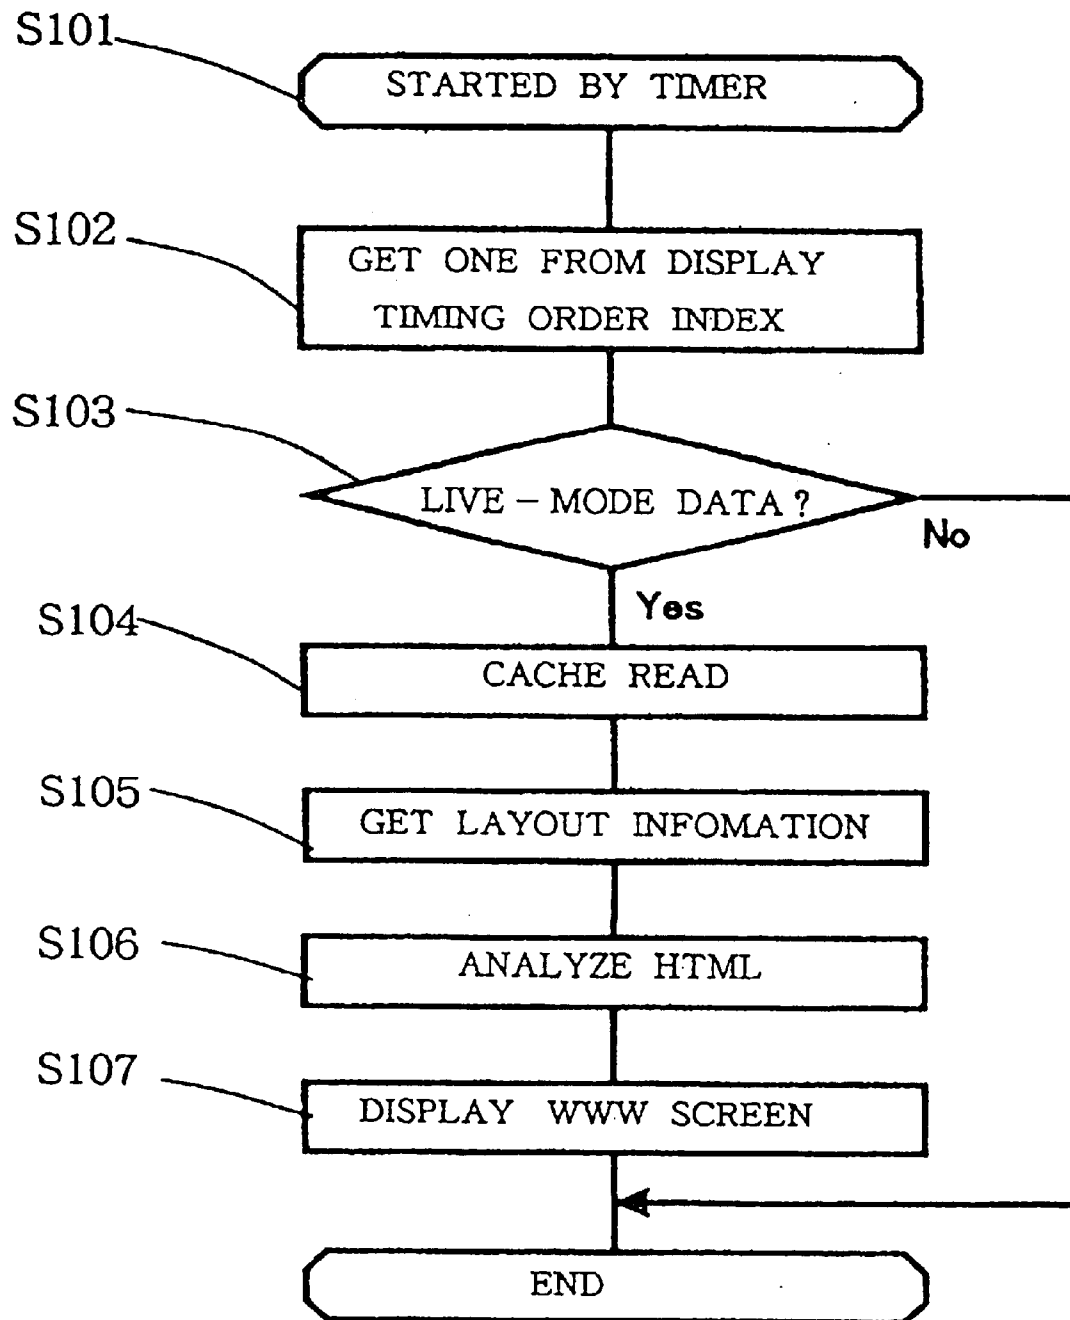 S101
STARTED BY TIMER
S102
GET ONE FROM DISPLAY
TIMING ORDER INDEX
S103
LIVE-MODE DATA?
No
Yes
S104
CACHE READ
S105
GET LAYOUT INFOMATION
S106
ANALYZE HTML
S107
DISPLAY WWW SCREEN
END